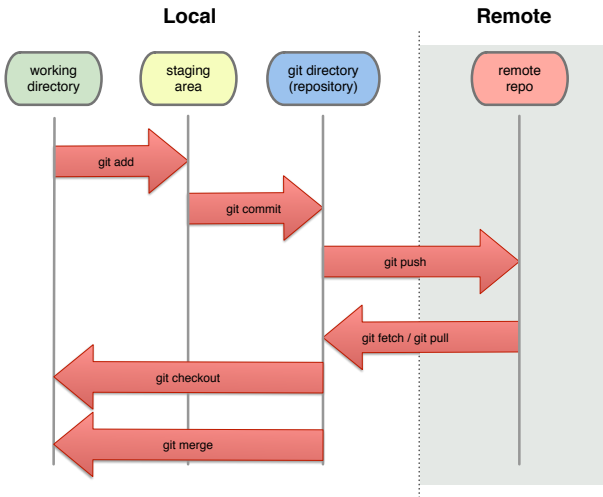 Local
Remote
working
directory
staging
area
git directory
(repository)
remote
repo
git add
git commit
git push
git fetch / git pull
git checkout
git merge